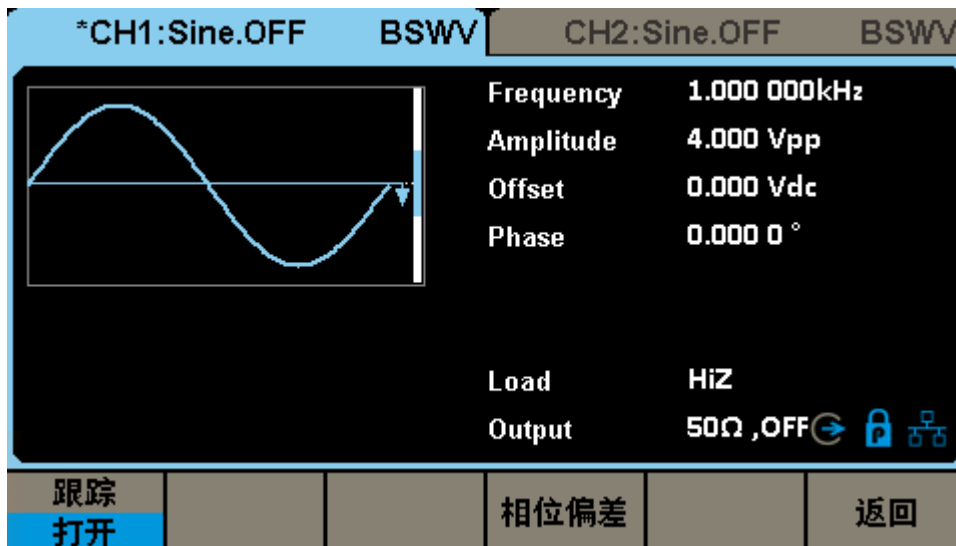 *CH1:Sine.OFF BSWV CH2:Sine.OFF BSWV
Frequency 1.000 000kHz
Amplitude 4.000 Vpp
Offset 0.000 Vdc
Phase 0.000 0 °
Load HiZ
Output 50Ω ,OFF P
跟踪 相位偏差 返回
打开